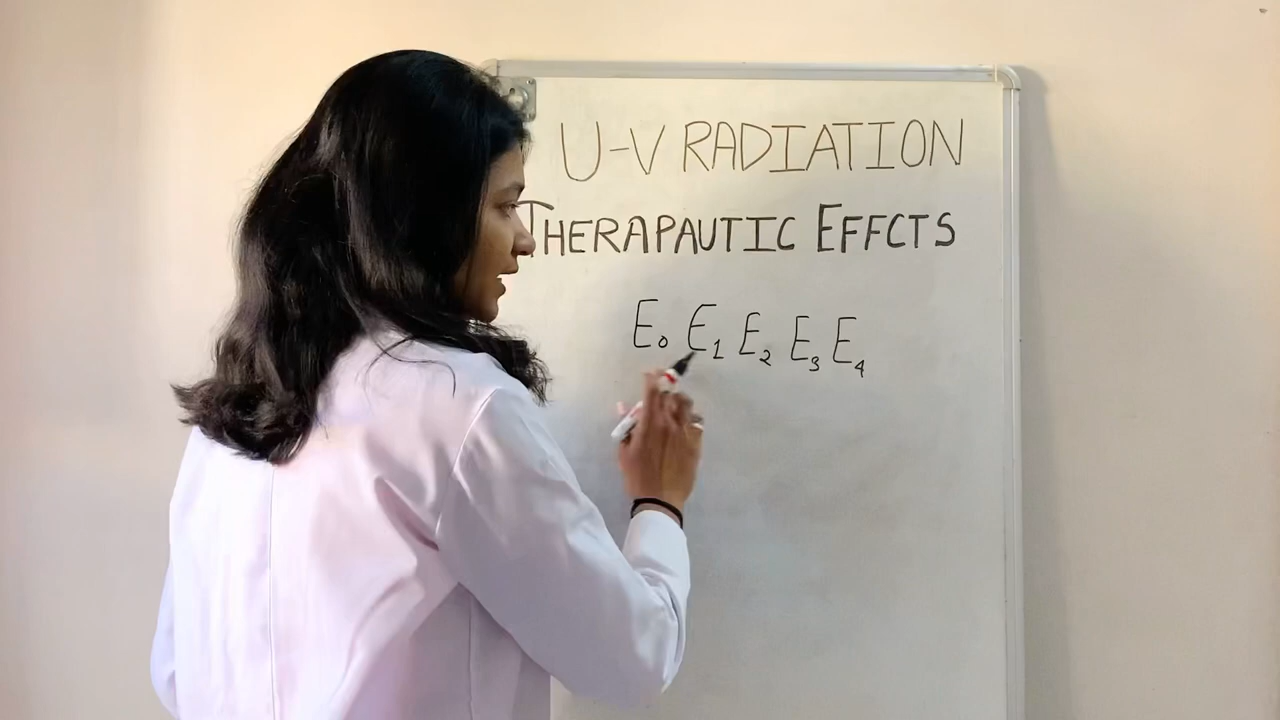 U-V RADIATION
THERAPAUTIC EFFCTS
E₀ E₁ E₂ E₃ E₄